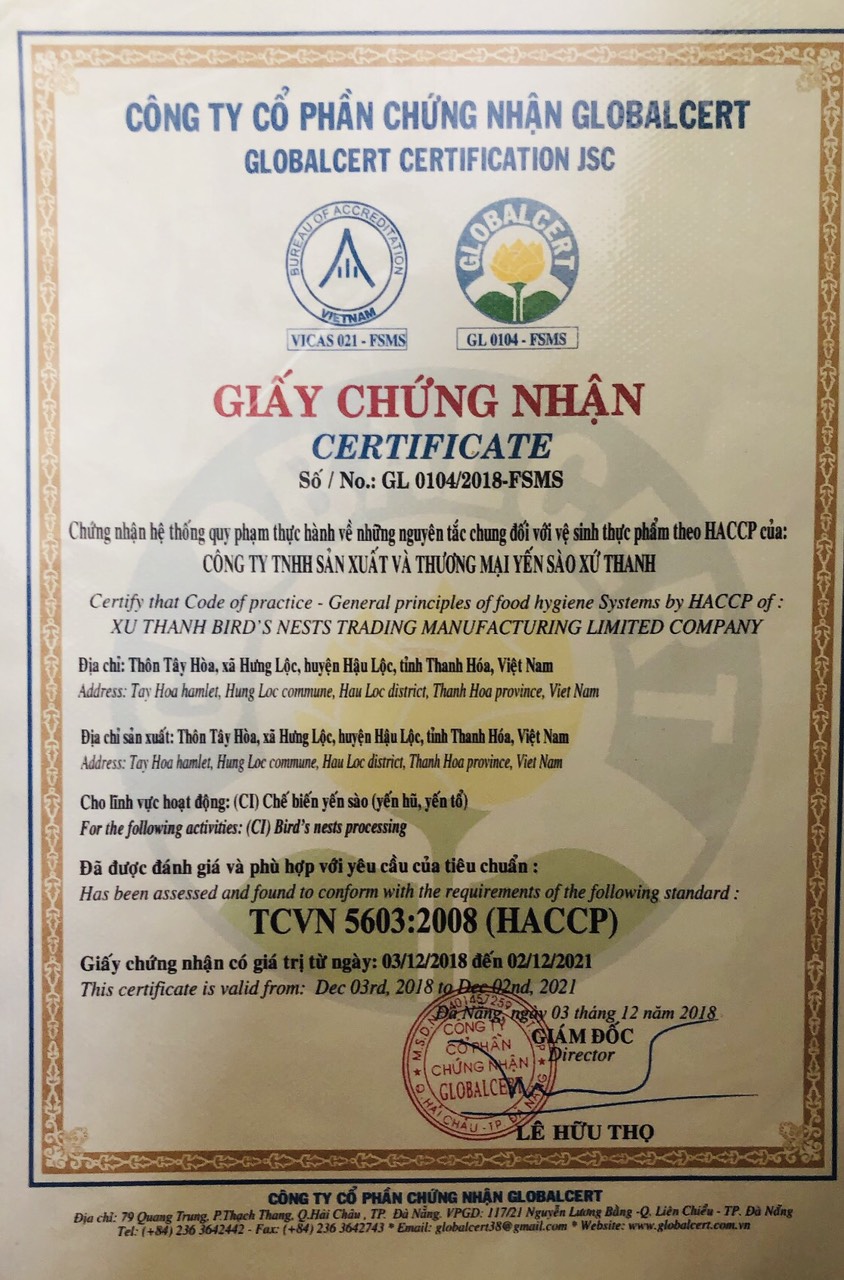 CÔNG TY CỔ PHẦN CHỨNG NHẬN GLOBALCERT
GLOBALCERT CERTIFICATION JSC
BUREAU OF ACCREDITATION
VIETNAM
VICAS 021 - FSMS
GLOBALCERT
GL 0104 - FSMS
GIẤY CHỨNG NHẬN
CERTIFICATE
Số / No.: GL 0104/2018-FSMS
Chứng nhận hệ thống quy phạm thực hành về những nguyên tắc chung đối với vệ sinh thực phẩm theo HACCP của:
CÔNG TY TNHH SẢN XUẤT VÀ THƯƠNG MẠI YẾN SÀO XỨ THANH
Certify that Code of practice - General principles of food hygiene Systems by HACCP of :
XU THANH BIRD'S NESTS TRADING MANUFACTURING LIMITED COMPANY
Địa chỉ: Thôn Tây Hòa, xã Hưng Lộc, huyện Hậu Lộc, tỉnh Thanh Hóa, Việt Nam
Address: Tay Hoa hamlet, Hung Loc commune, Hau Loc district, Thanh Hoa province, Viet Nam
Địa chỉ sản xuất: Thôn Tây Hòa, xã Hưng Lộc, huyện Hậu Lộc, tỉnh Thanh Hóa, Việt Nam
Address: Tay Hoa hamlet, Hung Loc commune, Hau Loc district, Thanh Hoa province, Viet Nam
Cho lĩnh vực hoạt động: (CI) Chế biến yến sào (yến hũ, yến tổ)
For the following activities: (CI) Bird's nests processing
Đã được đánh giá và phù hợp với yêu cầu của tiêu chuẩn :
Has been assessed and found to conform with the requirements of the following standard :
TCVN 5603:2008 (HACCP)
Giấy chứng nhận có giá trị từ ngày: 03/12/2018 đến 02/12/2021
This certificate is valid from: Dec 03rd, 2018 to Dec 02nd, 2021
Đà Nẵng, ngày 03 tháng 12 năm 2018
GIÁM ĐỐC
Director
CÔNG TY
CỔ PHẦN
CHỨNG NHẬN
GLOBALCERT
Q. HẢI CHÂU - TP. ĐÀ NẴNG
LÊ HỮU THỌ
CÔNG TY CỔ PHẦN CHỨNG NHẬN GLOBALCERT
Địa chỉ: 79 Quang Trung, P.Thạch Thang, Q.Hải Châu , TP. Đà Nẵng. VPGD: 117/21 Nguyễn Lương Bằng -Q. Liên Chiểu - TP. Đà Nẵng
Tel: (+84) 236 3642442 - Fax: (+84) 236 3642743 * Email: globalcert38@gmail.com * Website: www.globalcert.com.vn